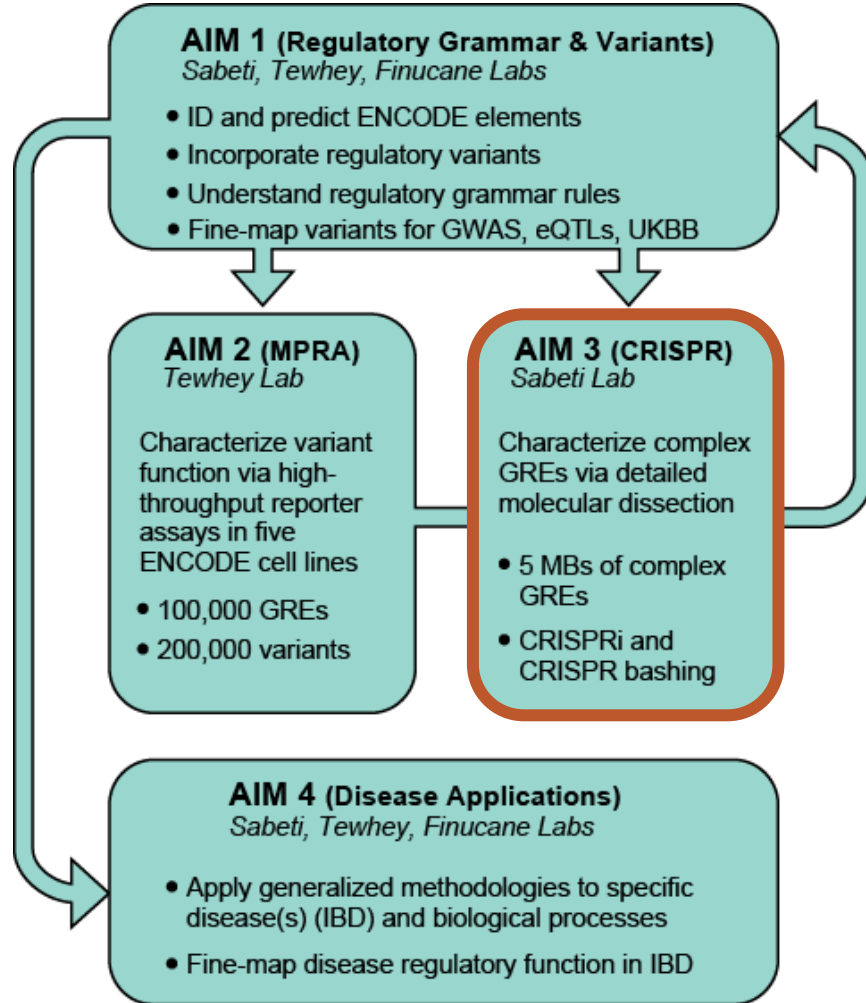 AIM 1 (Regulatory Grammar & Variants)
Sabeti, Tewhey, Finucane Labs
• ID and predict ENCODE elements
• Incorporate regulatory variants
• Understand regulatory grammar rules
• Fine-map variants for GWAS, eQTLs, UKBB
AIM 2 (MPRA)
Tewhey Lab
Characterize variant
function via high-
throughput reporter
assays in five
ENCODE cell lines
• 100,000 GREs
• 200,000 variants
AIM 3 (CRISPR)
Sabeti Lab
Characterize complex
GREs via detailed
molecular dissection
• 5 MBs of complex
GREs
• CRISPRi and
CRISPR bashing
AIM 4 (Disease Applications)
Sabeti, Tewhey, Finucane Labs
• Apply generalized methodologies to specific
disease(s) (IBD) and biological processes
• Fine-map disease regulatory function in IBD